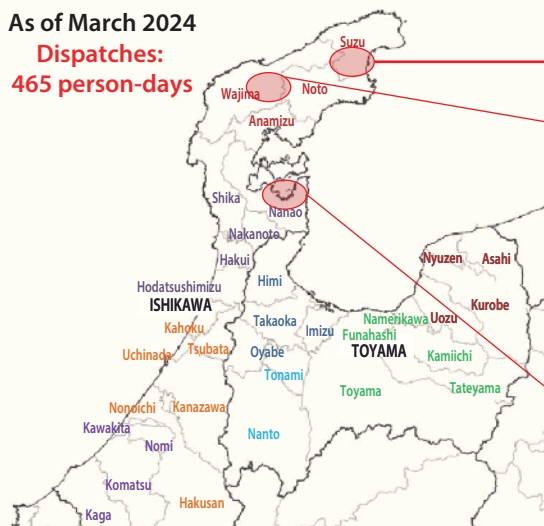 As of March 2024
Dispatches:
465 person-days
Suzu
Wajima
Noto
Anamizu
Shika
Nanao
Nakanoto
Hakui
Nyuzen
Asahi
Himi
Hodatsushimizu
ISHIKAWA
Kurobe
Kahoku
Takaoka
Imizu
Namerikawa
Uozu
Funahashi
Uchinada
Tsubata
Oyabe
TOYAMA
Kamiichi
Tonami
Toyama
Tateyama
Nonoichi
Kanazawa
Kawakita
Nomi
Nanto
Komatsu
Hakusan
Kaga